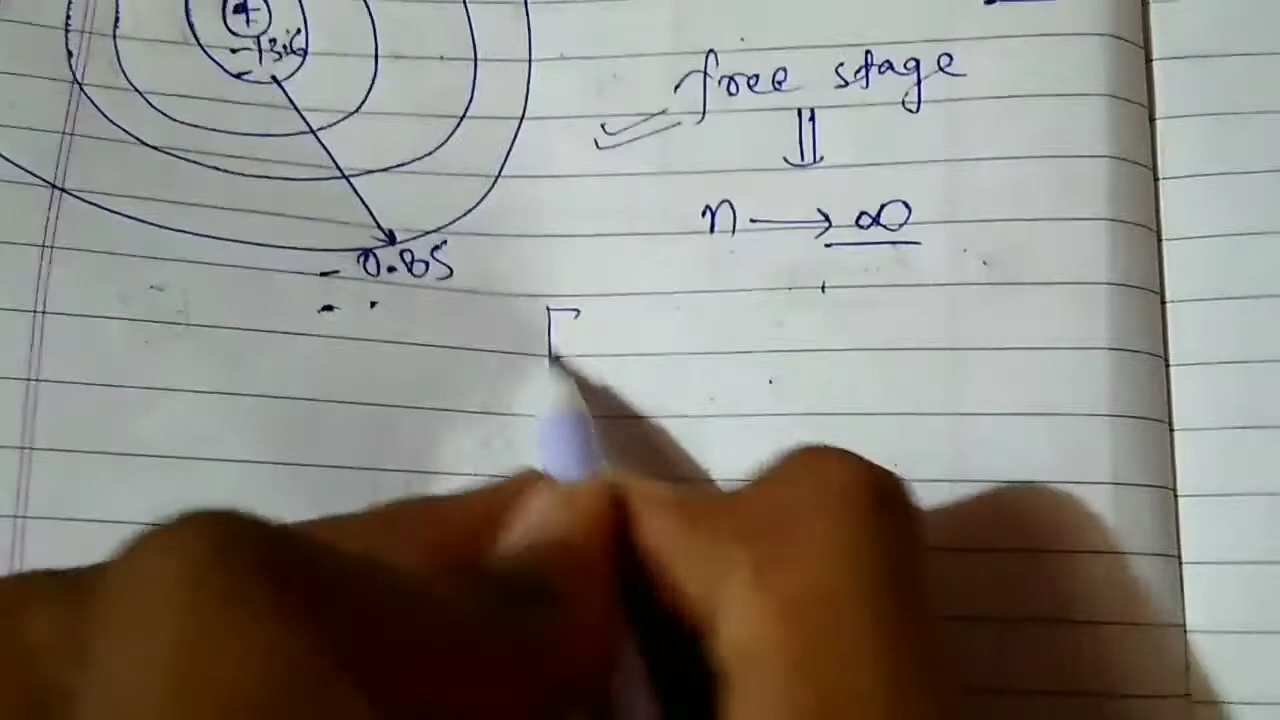 +
-13.6
free stage
n → ∞
- 0.85